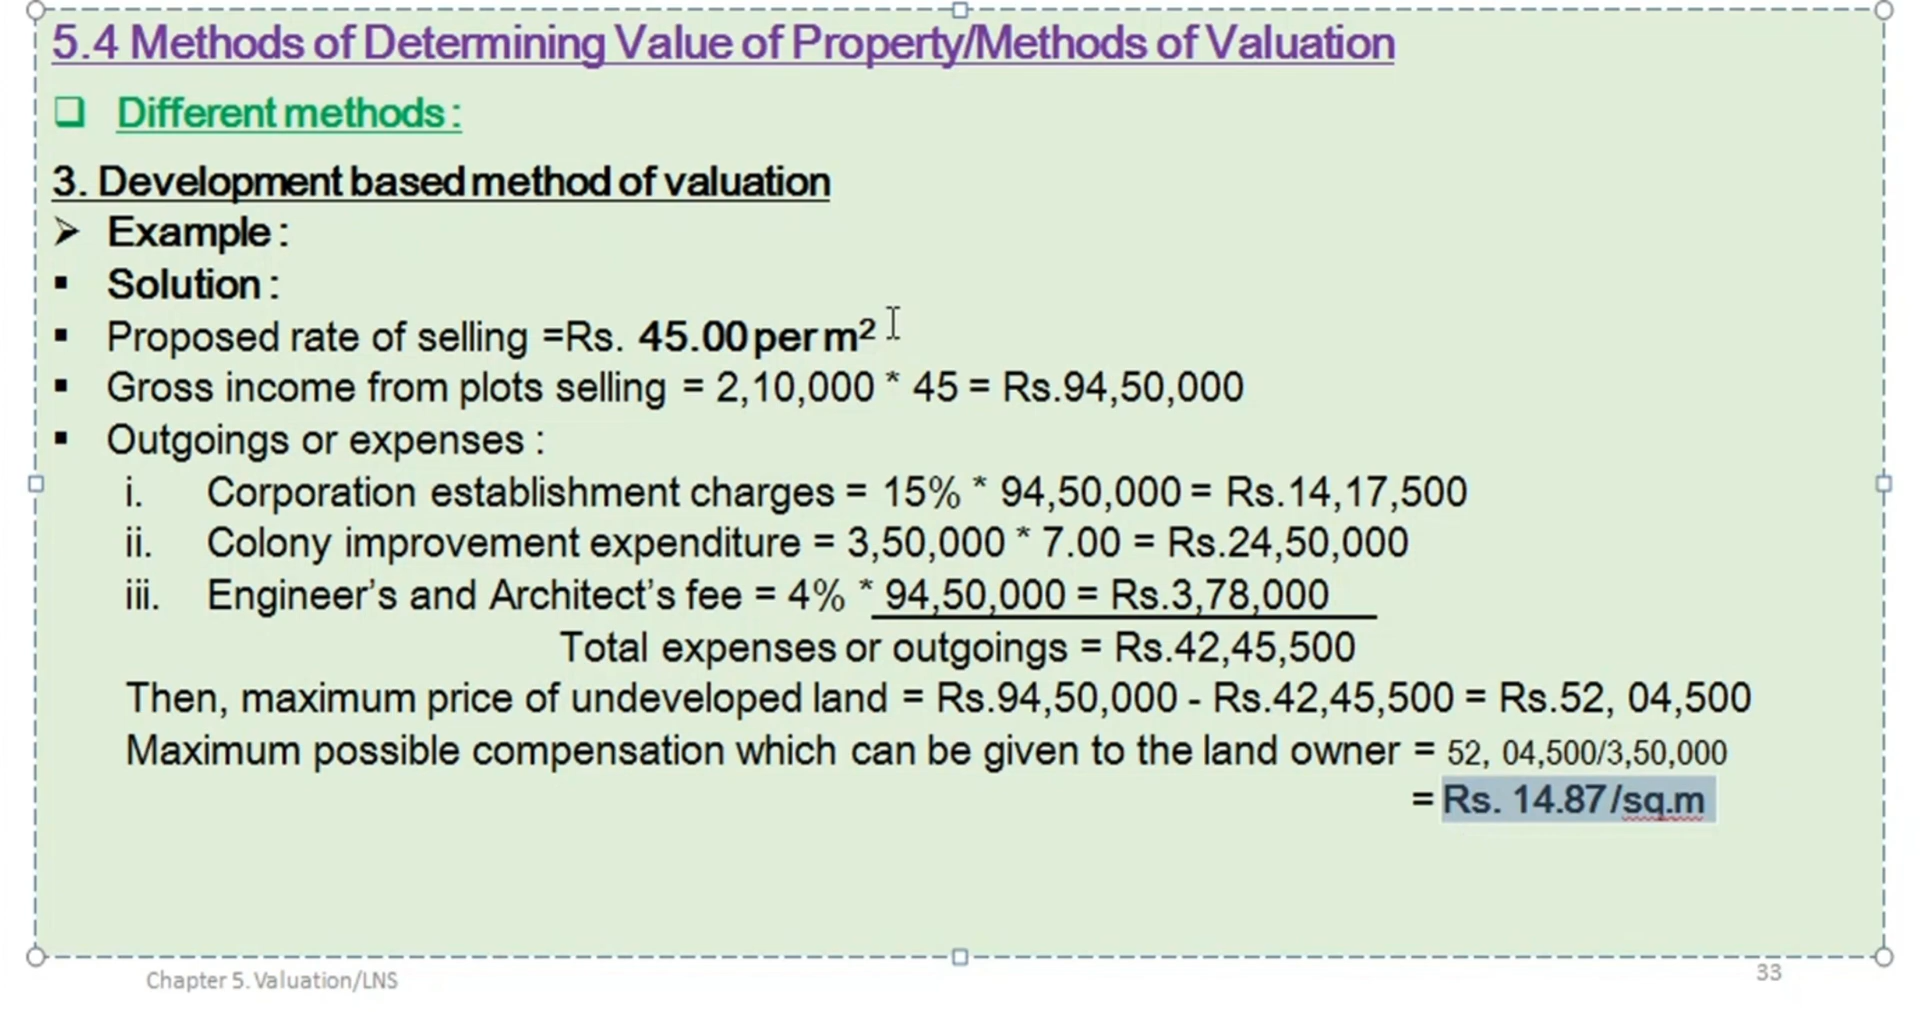 5.4 Methods of Determining Value of Property/Methods of Valuation
❑ Different methods :
3. Development based method of valuation
➢ Example :
▪ Solution :
▪ Proposed rate of selling =Rs. 45.00 per m²
▪ Gross income from plots selling = 2,10,000 * 45 = Rs.94,50,000
▪ Outgoings or expenses :
i. Corporation establishment charges = 15% * 94,50,000 = Rs.14,17,500
ii. Colony improvement expenditure = 3,50,000 * 7.00 = Rs.24,50,000
iii. Engineer’s and Architect’s fee = 4% * 94,50,000 = Rs.3,78,000
Total expenses or outgoings = Rs.42,45,500
Then, maximum price of undeveloped land = Rs.94,50,000 - Rs.42,45,500 = Rs.52, 04,500
Maximum possible compensation which can be given to the land owner = 52, 04,500/3,50,000
= Rs. 14.87/sq.m
Chapter 5. Valuation/LNS
33